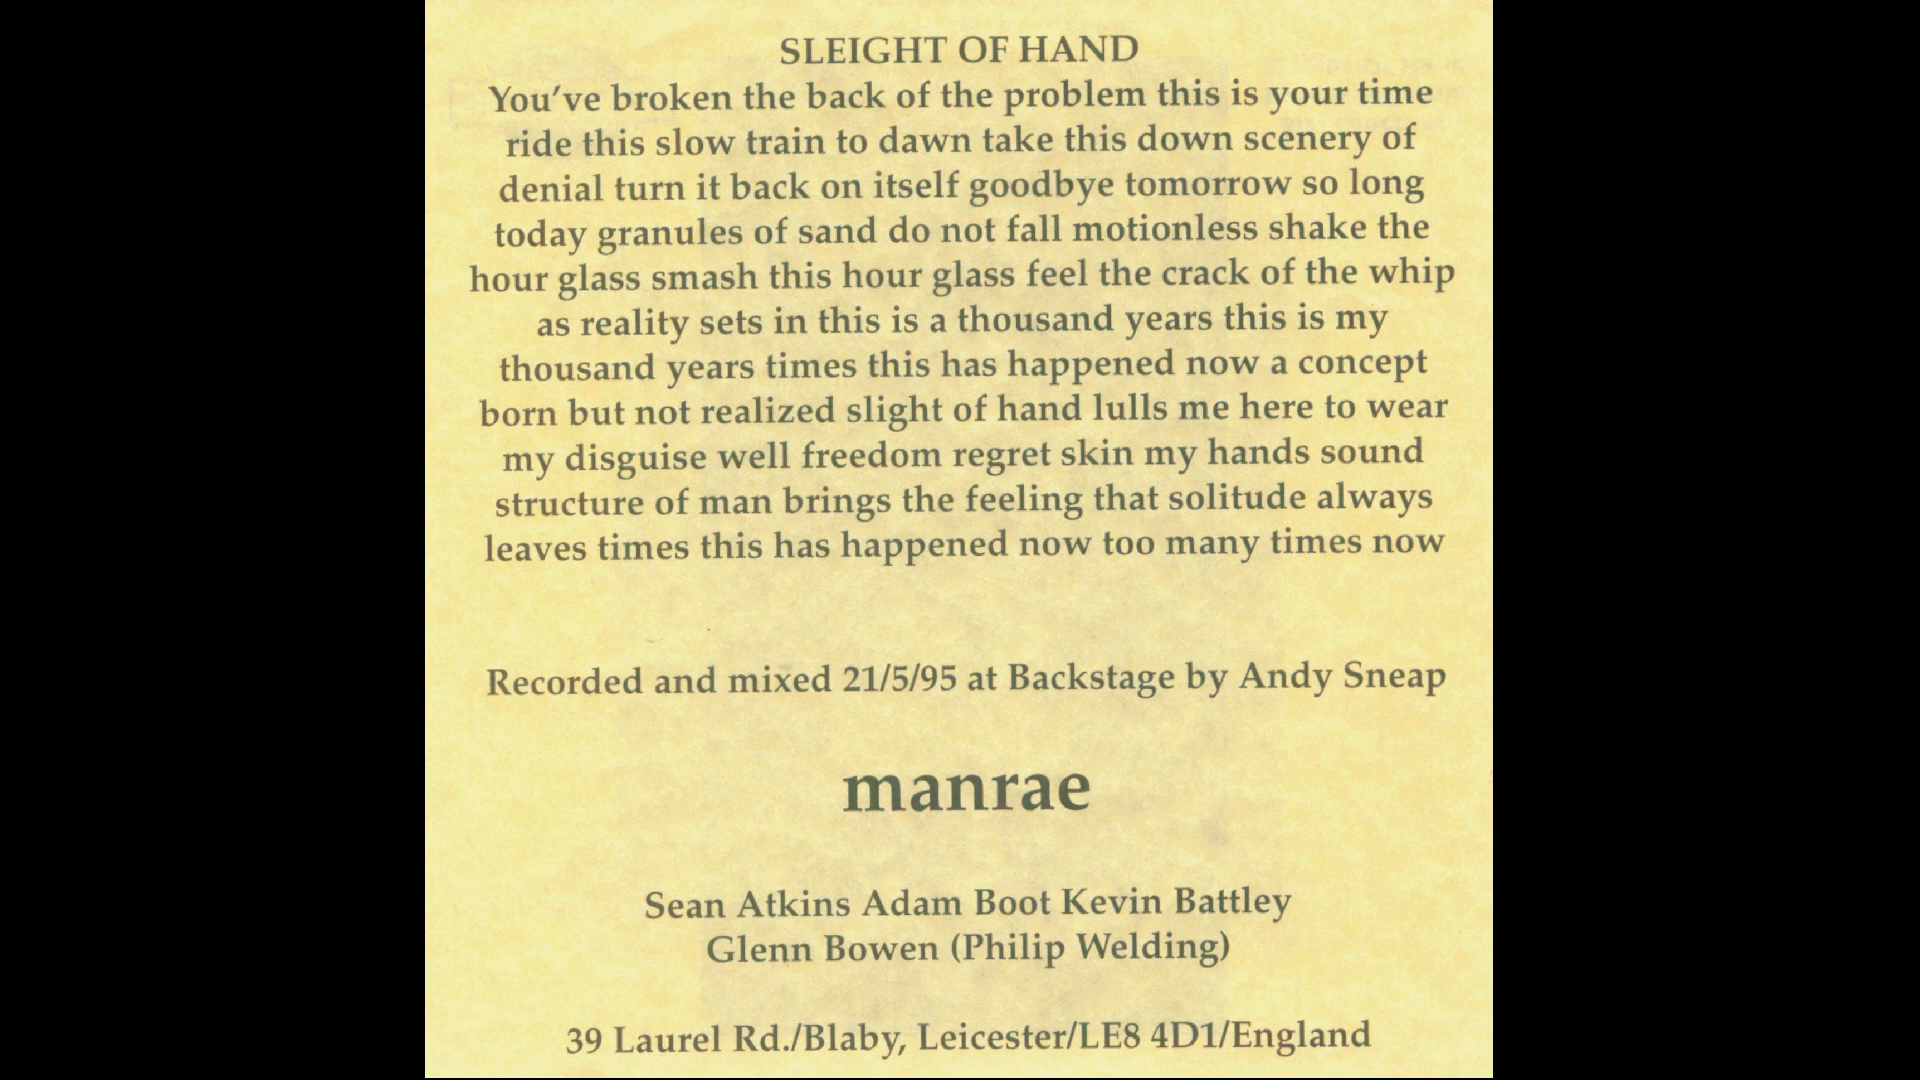 SLEIGHT OF HAND
You've broken the back of the problem this is your time
ride this slow train to dawn take this down scenery of
denial turn it back on itself goodbye tomorrow so long
today granules of sand do not fall motionless shake the
hour glass smash this hour glass feel the crack of the whip
as reality sets in this is a thousand years this is my
thousand years times this has happened now a concept
born but not realized slight of hand lulls me here to wear
my disguise well freedom regret skin my hands sound
structure of man brings the feeling that solitude always
leaves times this has happened now too many times now
Recorded and mixed 21/5/95 at Backstage by Andy Sneap
manrae
Sean Atkins Adam Boot Kevin Battley
Glenn Bowen (Philip Welding)
39 Laurel Rd./Blaby, Leicester/LE8 4D1/England